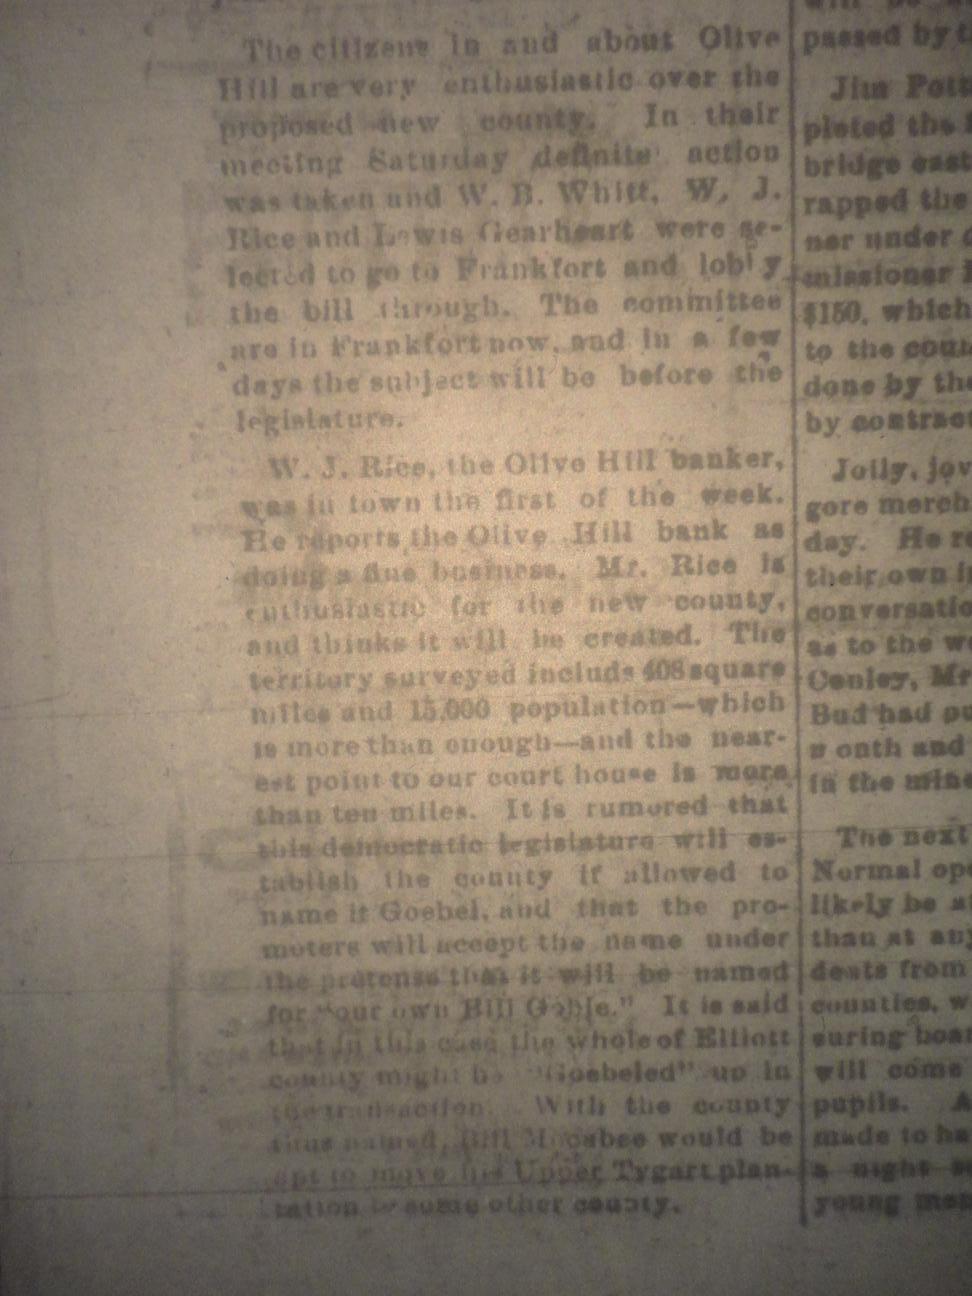 The citizens in and about Olive
Hill are very enthusiastic over the
proposed new county. In their
meeting Saturday definite action
was taken and W. B. Whitt, W, J.
Rice and Lewis Gearheart were se-
lected to go to Frankfort and lobby
the bill through. The committee
are in Frankfort now, and in a few
days the subject will be before the
legislature.
W. J. Rice, the Olive Hill banker,
was in town the first of the week.
He reports the Olive Hill bank as
doing a fine business. Mr. Rice is
enthusiastic for the new county,
and thinks it will be created. The
territory surveyed includs 408 square
miles and 15,000 population—which
is more than enough—and the near-
est point to our court house is more
than ten miles. It is rumored that
this democratic legislature will es-
tablish the county if allowed to
name it Goebel, and that the pro-
moters will accept the name under
the pretense that it will be named
for "our own Bill Goble." It is said
that in this case the whole of Elliott
county might be "Goebeled" up in
the transaction. With the county
thus named, Bill Mocabee would be
apt to move his Upper Tygart plan-
tation to some other county.
passed by
Jim Pott
pleted the
bridge east
rapped the
ner under
missioner
$150, which
to the coun
done by the
by contract
Jolly, jov
gore merch
day. He re
their own i
conversatio
as to the w
Conley, Mr
Bud had pu
month and
in the mine
The next
Normal op
likely be a
than at any
dents from
counties, w
suring boar
will come
pupils. A
made to ha
a night s
young men